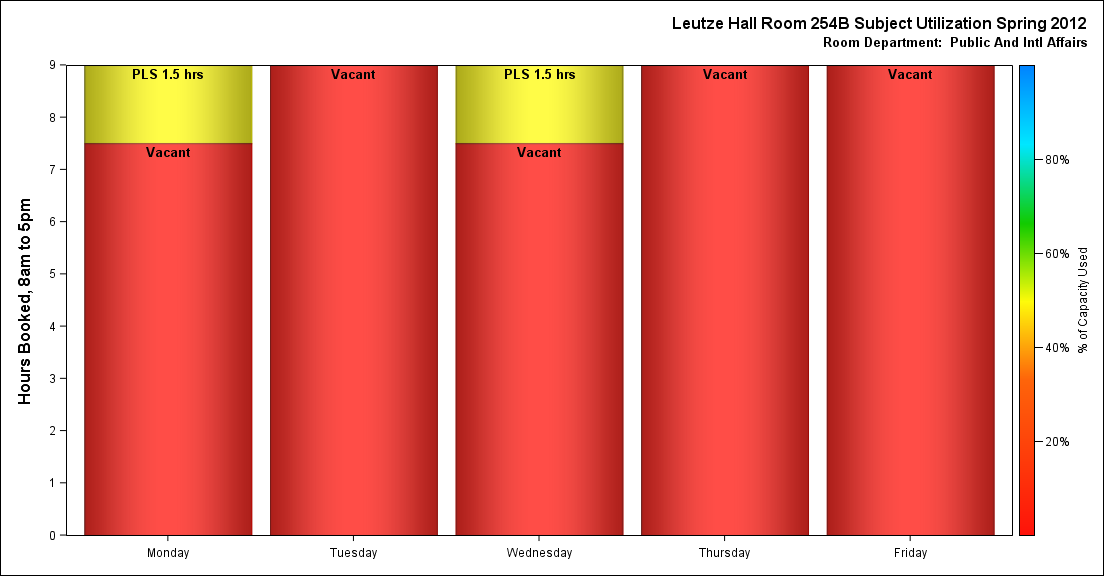 Leutze Hall Room 254B Subject Utilization Spring 2012
Room Department:  Public And Intl Affairs
Hours Booked, 8am to 5pm
9
8
7
6
5
4
3
2
1
0
PLS 1.5 hrs
Vacant
Vacant
PLS 1.5 hrs
Vacant
Vacant
Vacant
Monday
Tuesday
Wednesday
Thursday
Friday
80%
60%
40%
20%
% of Capacity Used